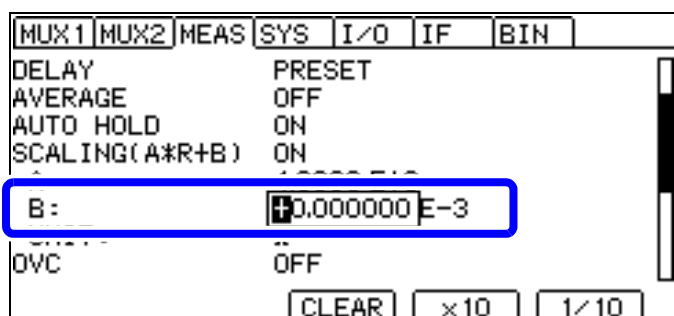 MUX1 MUX2 MEAS SYS I/O IF BIN
DELAY PRESET
AVERAGE OFF
AUTO HOLD ON
SCALING(A*R+B) ON
B: +0.000000 E-3
OVC OFF
CLEAR ×10 1/10